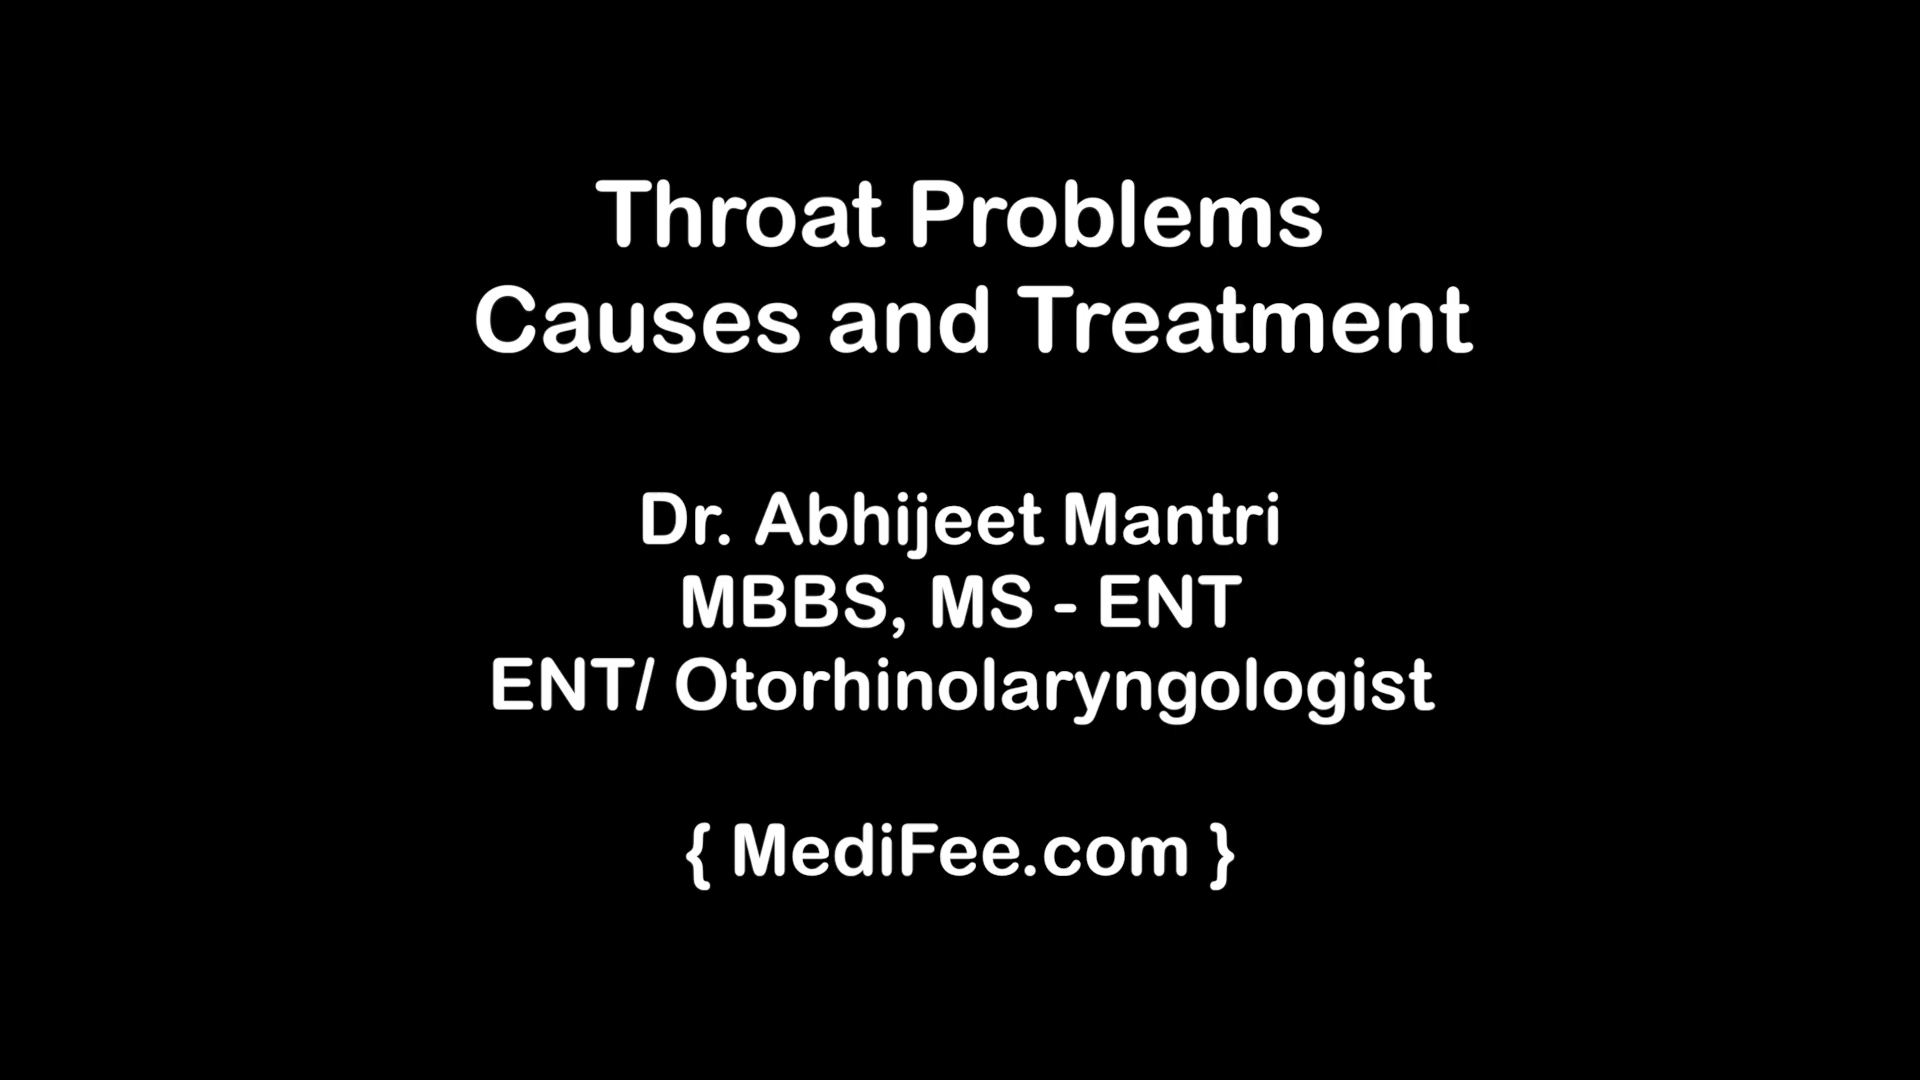 Throat Problems
Causes and Treatment
Dr. Abhijeet Mantri
MBBS, MS - ENT
ENT/ Otorhinolaryngologist
{ MediFee.com }